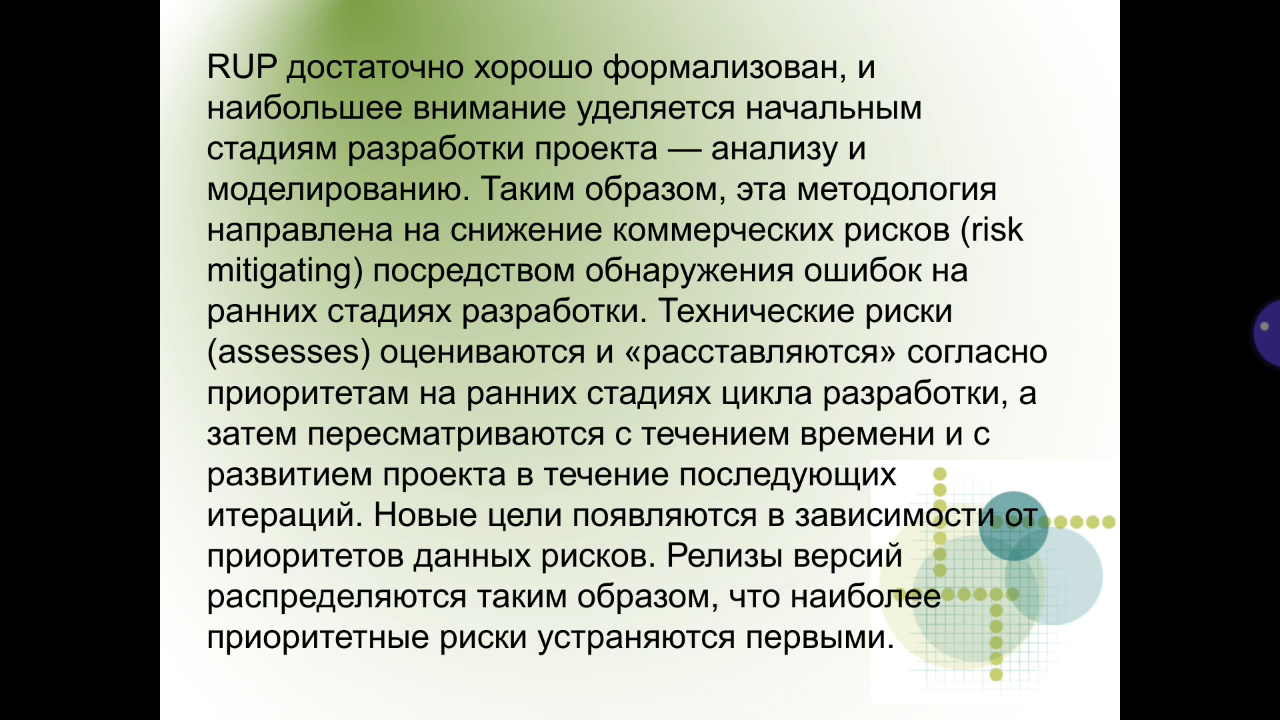 RUP достаточно хорошо формализован, и
наибольшее внимание уделяется начальным
стадиям разработки проекта — анализу и
моделированию. Таким образом, эта методология
направлена на снижение коммерческих рисков (risk
mitigating) посредством обнаружения ошибок на
ранних стадиях разработки. Технические риски
(assesses) оцениваются и «расставляются» согласно
приоритетам на ранних стадиях цикла разработки, а
затем пересматриваются с течением времени и с
развитием проекта в течение последующих
итераций. Новые цели появляются в зависимости от
приоритетов данных рисков. Релизы версий
распределяются таким образом, что наиболее
приоритетные риски устраняются первыми.